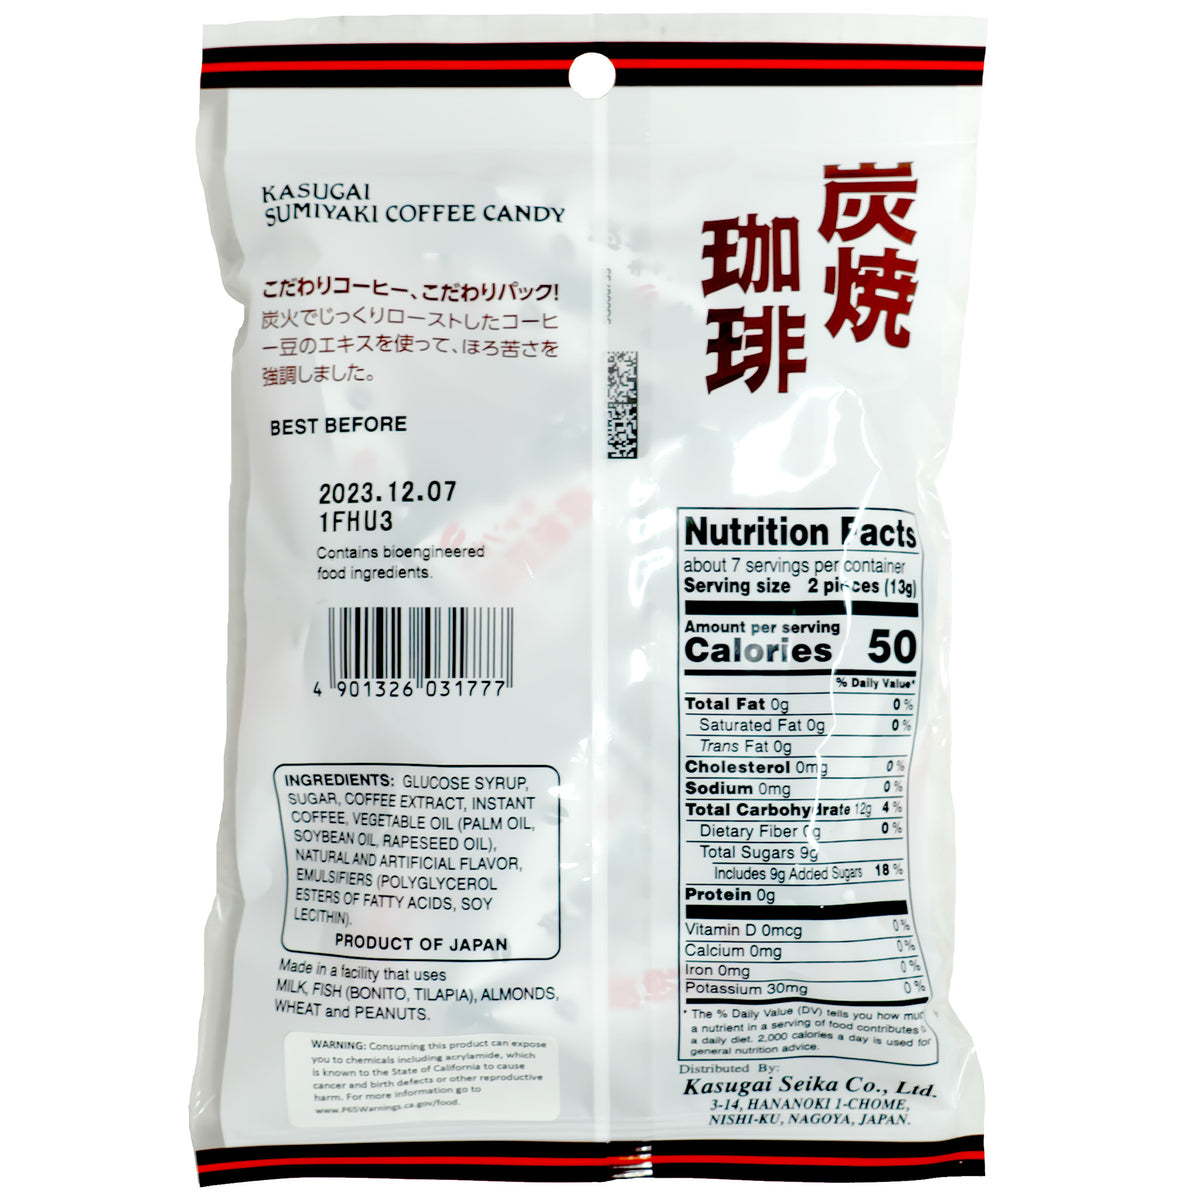 KASUGAI
SUMIYAKI COFFEE CANDY
こだわりコーヒー、こだわりパック!
炭火でじっくりローストしたコーヒ
ー豆のエキスを使って、ほろ苦さを
強調しました。
BEST BEFORE
2023.12.07
1FHU3
Contains bioengineered
food ingredients.
4 901326 031777
INGREDIENTS: GLUCOSE SYRUP,
SUGAR, COFFEE EXTRACT, INSTANT
COFFEE, VEGETABLE OIL (PALM OIL,
SOYBEAN OIL, RAPESEED OIL),
NATURAL AND ARTIFICIAL FLAVOR,
EMULSIFIERS (POLYGLYCEROL
ESTERS OF FATTY ACIDS, SOY
LECITHIN).
PRODUCT OF JAPAN
Made in a facility that uses
MILK, FISH (BONITO, TILAPIA), ALMONDS,
WHEAT and PEANUTS.
WARNING: Consuming this product can expose
you to chemicals including acrylamide, which
is known to the State of California to cause
cancer and birth defects or other reproductive
harm. For more information go to
www.P65Warnings.ca.gov/food.
炭焼
珈琲
Nutrition Facts
about 7 servings per container
Serving size 2 pieces (13g)
Amount per serving
Calories 50
% Daily Value*
Total Fat 0g 0%
Saturated Fat 0g 0%
Trans Fat 0g
Cholesterol 0mg 0%
Sodium 0mg 0%
Total Carbohydrate 12g 4%
Dietary Fiber 0g 0%
Total Sugars 9g
Includes 9g Added Sugars 18%
Protein 0g
Vitamin D 0mcg 0%
Calcium 0mg 0%
Iron 0mg 0%
Potassium 30mg 0%
* The % Daily Value (DV) tells you how much
a nutrient in a serving of food contributes to
a daily diet. 2,000 calories a day is used for
general nutrition advice.
Distributed By:
Kasugai Seika Co., Ltd.
3-14, HANANOKI 1-CHOME,
NISHI-KU, NAGOYA, JAPAN.